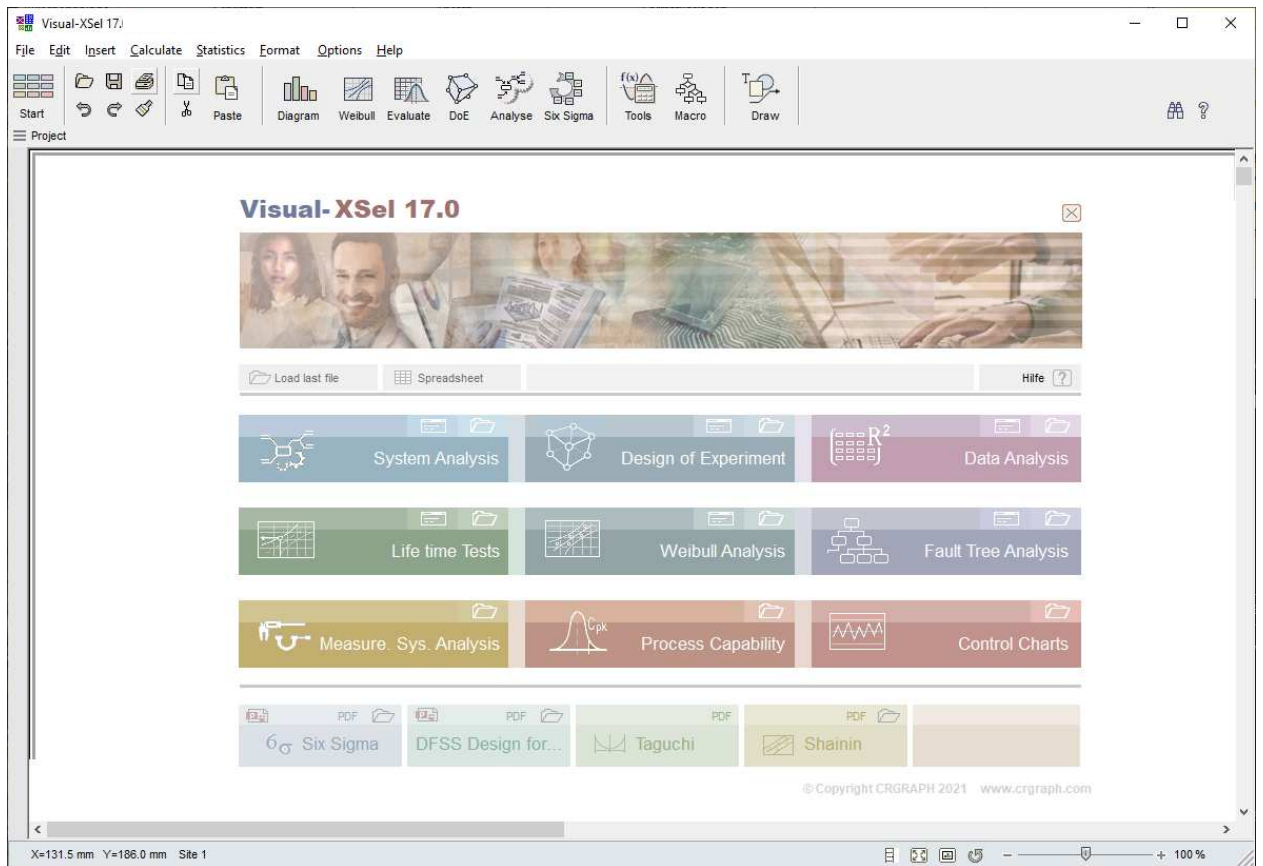 Visual-XSel 17.
File Edit Insert Calculate Statistics Format Options Help
Start Paste Diagram Weibull Evaluate DoE Analyse Six Sigma f(x) Tools Macro T Draw
Project
Visual-XSel 17.0
Load last file Spreadsheet Hilfe ?
System Analysis Design of Experiment R² Data Analysis
Life time Tests Weibull Analysis Fault Tree Analysis
Measure. Sys. Analysis Cpk Process Capability Control Charts
PDF PDF PDF PDF
6σ Six Sigma DFSS Design for... Taguchi Shainin
© Copyright CRGRAPH 2021 www.crgraph.com
X=131.5 mm Y=186.0 mm Site 1 100 %